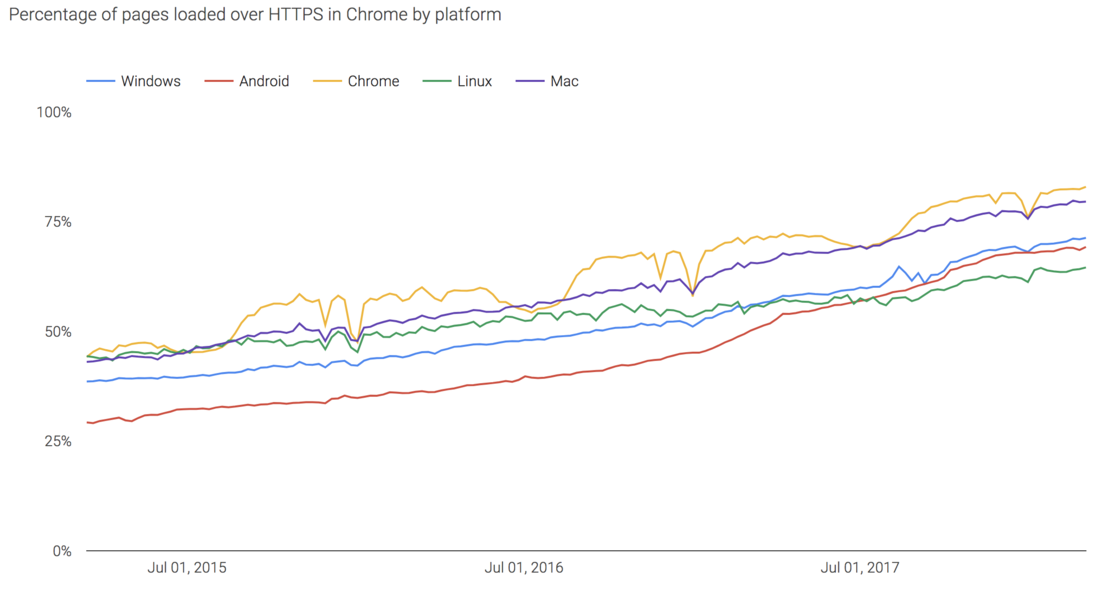 Percentage of pages loaded over HTTPS in Chrome by platform
Windows Android Chrome Linux Mac
100%
75%
50%
25%
0%
Jul 01, 2015 Jul 01, 2016 Jul 01, 2017